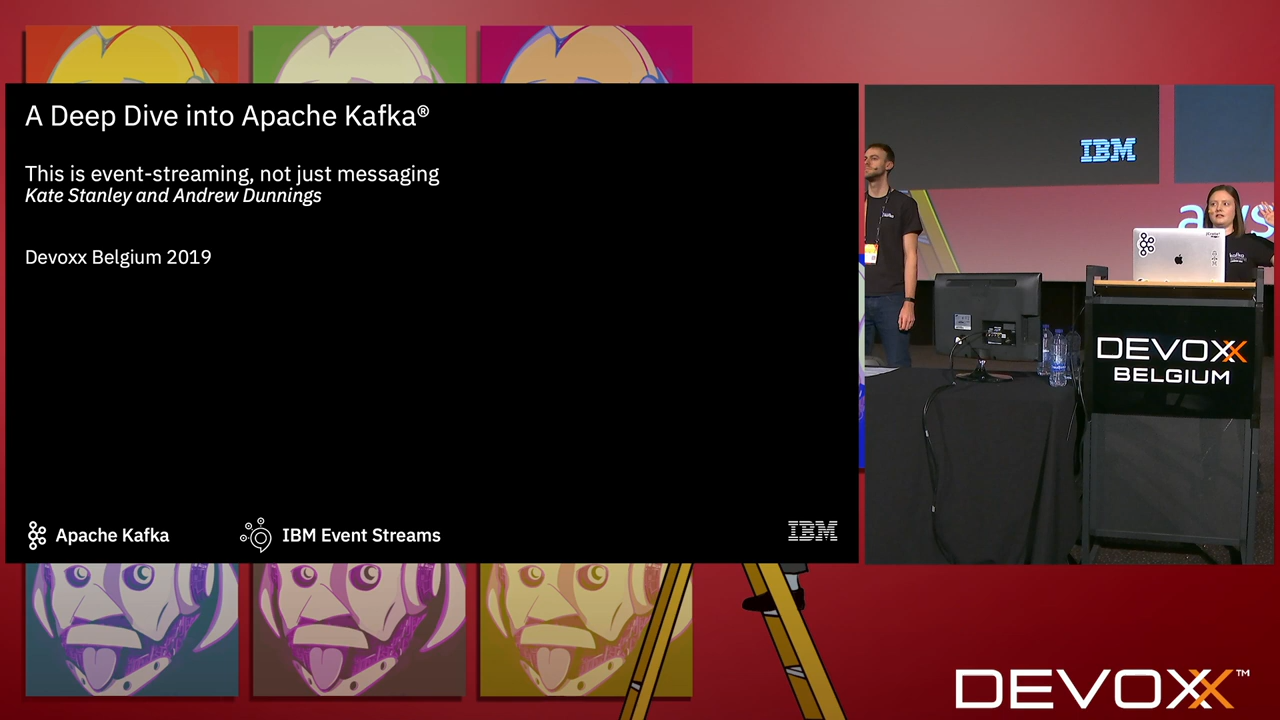 A Deep Dive into Apache Kafka®
This is event-streaming, not just messaging
Kate Stanley and Andrew Dunnings
Devoxx Belgium 2019
Apache Kafka
IBM Event Streams
IBM
IBM
kafka
DEVOXX
BELGIUM
DEVOXX™